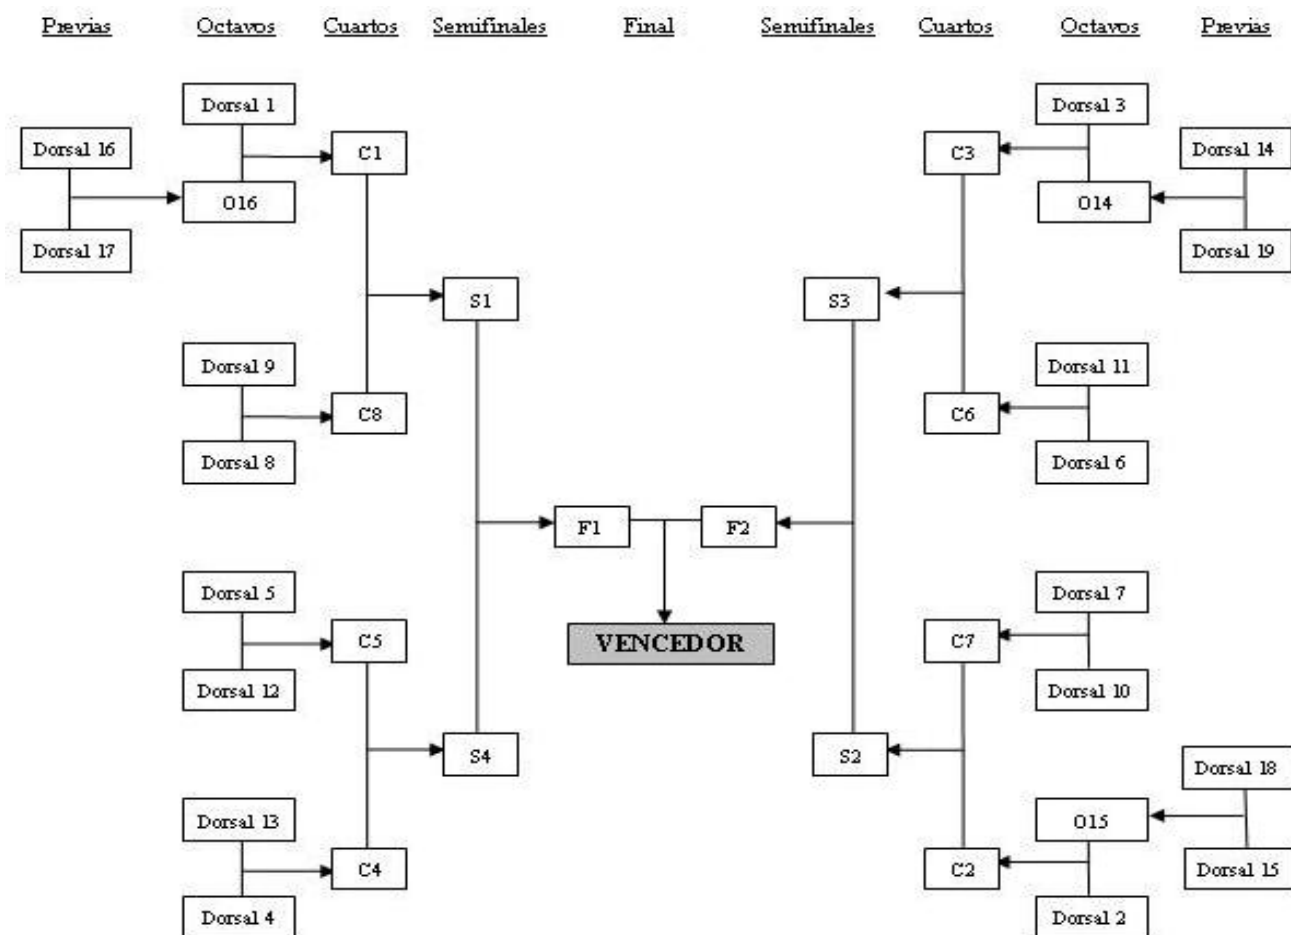 Previas Octavos Cuartos Semifinales Final Semifinales Cuartos Octavos Previas
Dorsal 1 Dorsal 3
Dorsal 16 C1 C3 Dorsal 14
O16 O14
Dorsal 17 Dorsal 19
S1 S3
Dorsal 9 Dorsal 11
C8 C6
Dorsal 8 Dorsal 6
F1 F2
Dorsal 5 Dorsal 7
C5 VENCEDOR C7
Dorsal 12 Dorsal 10
S4 S2
Dorsal 18
Dorsal 13 O15
C4 C2 Dorsal 15
Dorsal 4 Dorsal 2